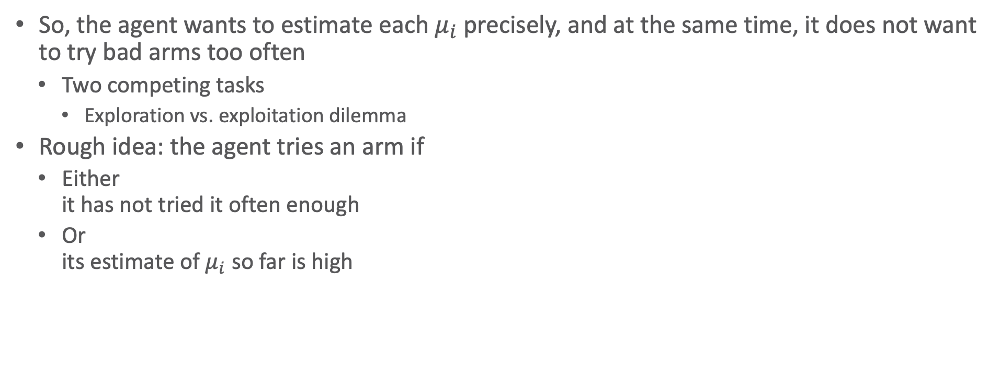 • So, the agent wants to estimate each μᵢ precisely, and at the same time, it does not want
to try bad arms too often
• Two competing tasks
• Exploration vs. exploitation dilemma
• Rough idea: the agent tries an arm if
• Either
it has not tried it often enough
• Or
its estimate of μᵢ so far is high